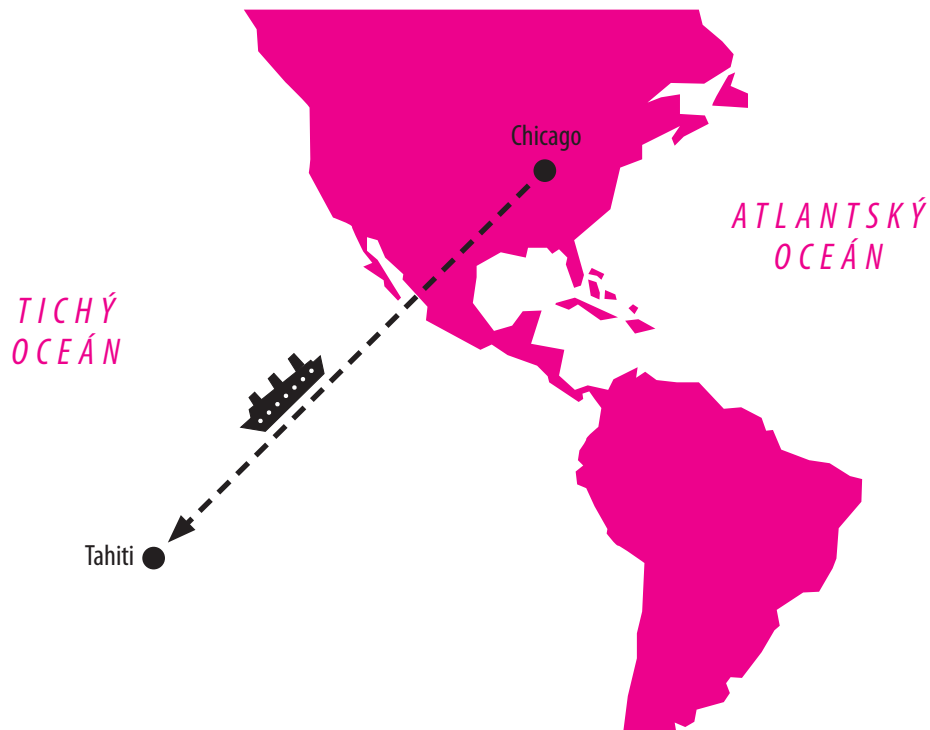 Chicago
ATLANTSKÝ
OCEÁN
TICHÝ
OCEÁN
Tahiti